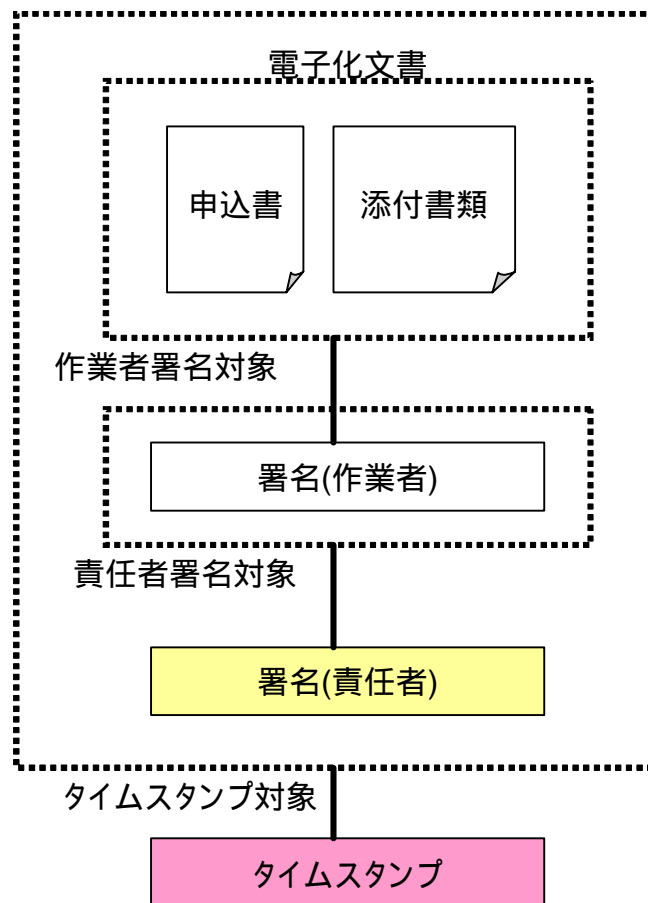 電子化文書
申込書
添付書類
作業者署名対象
署名(作業者)
責任者署名対象
署名(責任者)
タイムスタンプ対象
タイムスタンプ